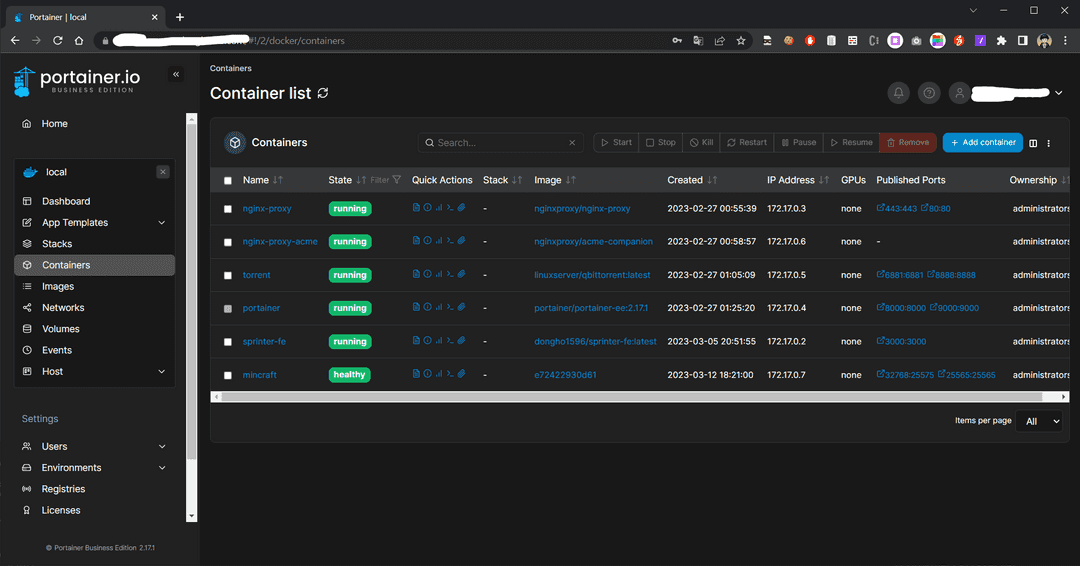 Portainer | local
#!/2/docker/containers
portainer.io
BUSINESS EDITION
Home
local
Dashboard
App Templates
Stacks
Containers
Images
Networks
Volumes
Events
Host
Settings
Users
Environments
Registries
Licenses
© Portainer Business Edition 2.17.1
Containers
Container list
Containers
Search...
Start Stop Kill Restart Pause Resume Remove
+ Add container
Name State Filter Quick Actions Stack Image Created IP Address GPUs Published Ports Ownership
nginx-proxy running - nginxproxy/nginx-proxy 2023-02-27 00:55:39 172.17.0.3 none 443:443 80:80 administrators
nginx-proxy-acme running - nginxproxy/acme-companion 2023-02-27 00:58:57 172.17.0.6 none - administrators
torrent running - linuxserver/qbittorrent:latest 2023-02-27 01:05:09 172.17.0.5 none 6881:6881 8888:8888 administrators
portainer running - portainer/portainer-ee:2.17.1 2023-02-27 01:25:20 172.17.0.4 none 8000:8000 9000:9000 administrators
sprinter-fe running - dongho1596/sprinter-fe:latest 2023-03-05 20:51:55 172.17.0.2 none 3000:3000 administrators
mincraft healthy - e72422930d61 2023-03-12 18:21:00 172.17.0.7 none 32768:25575 25565:25565 administrators
Items per page All